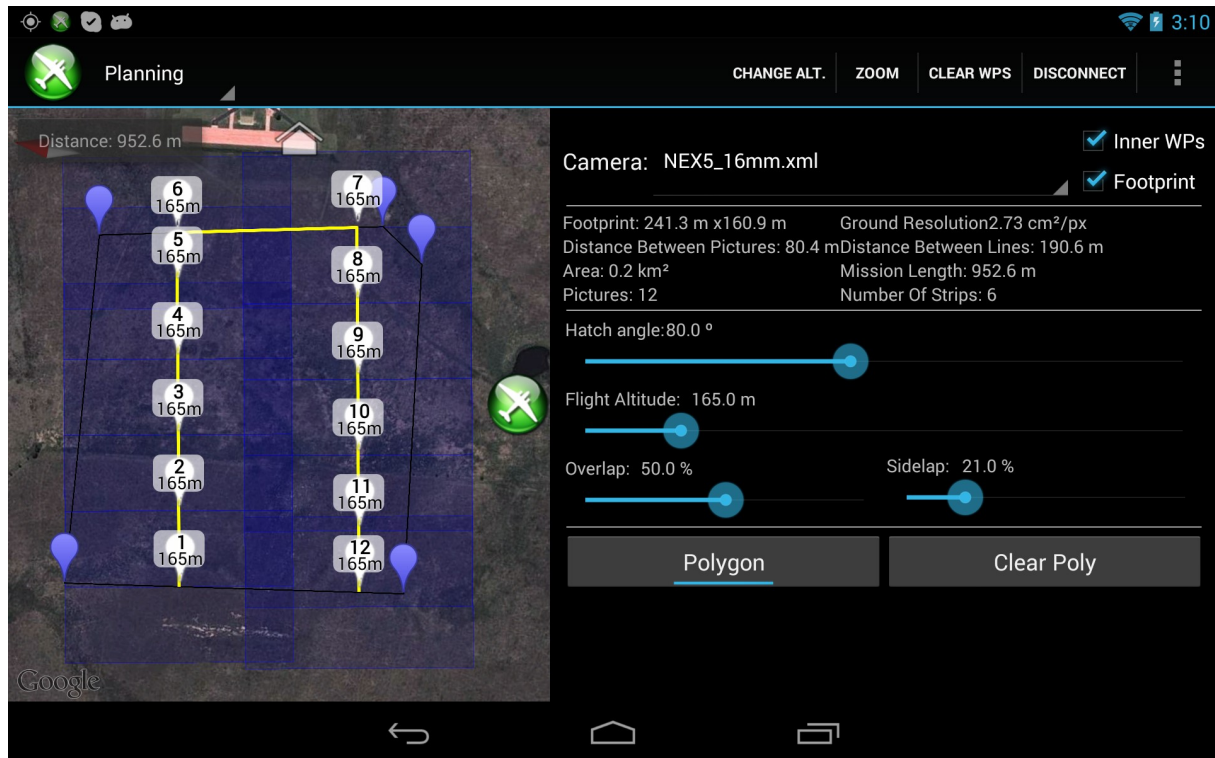 3:10
Planning
CHANGE ALT.
ZOOM
CLEAR WPS
DISCONNECT
Distance: 952.6 m
6
165m
7
165m
5
165m
8
165m
4
165m
9
165m
3
165m
10
165m
2
165m
11
165m
1
165m
12
165m
Google
Camera: NEX5_16mm.xml
Inner WPs
Footprint
Footprint: 241.3 m x160.9 m Ground Resolution2.73 cm²/px
Distance Between Pictures: 80.4 mDistance Between Lines: 190.6 m
Area: 0.2 km² Mission Length: 952.6 m
Pictures: 12 Number Of Strips: 6
Hatch angle:80.0 º
Flight Altitude: 165.0 m
Overlap: 50.0 % Sidelap: 21.0 %
Polygon Clear Poly